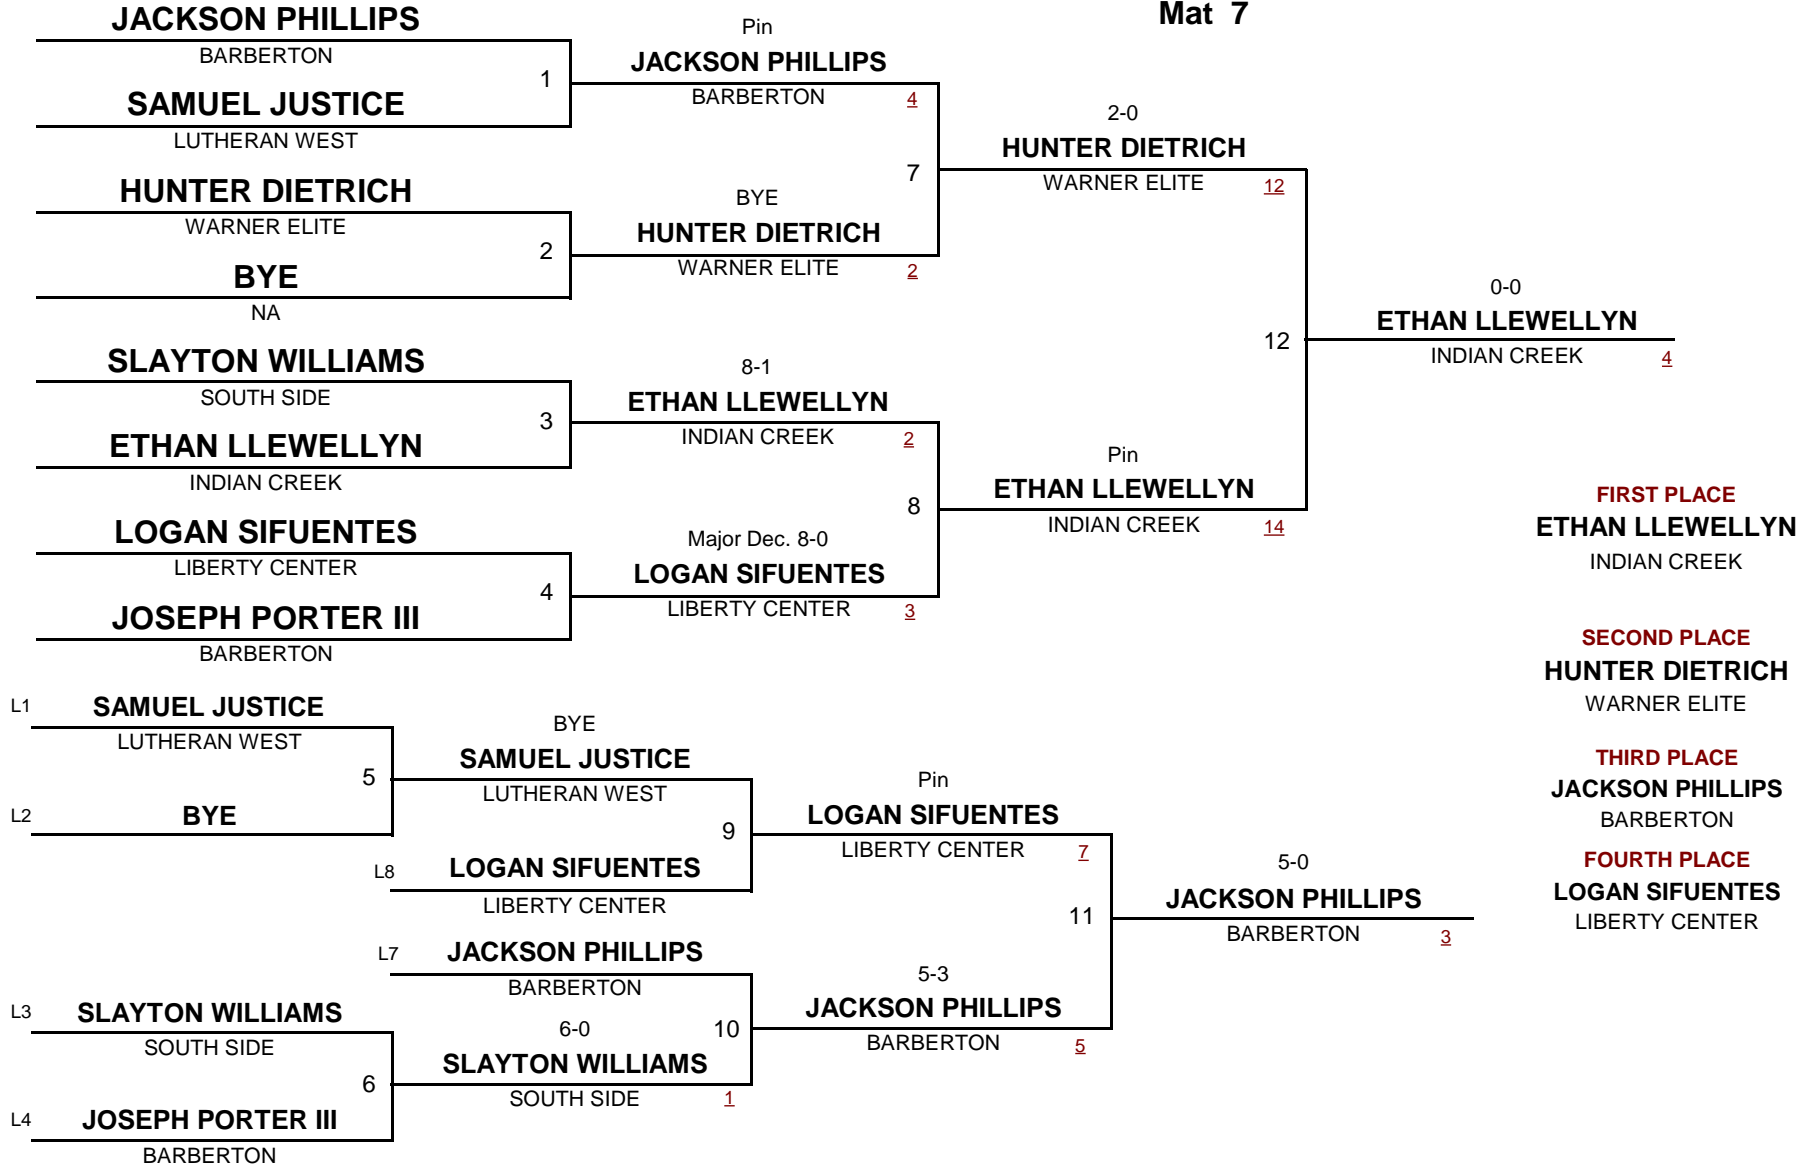 Mat 7
JACKSON PHILLIPS
BARBERTON
1
SAMUEL JUSTICE
LUTHERAN WEST
HUNTER DIETRICH
WARNER ELITE
2
BYE
NA
SLAYTON WILLIAMS
SOUTH SIDE
3
ETHAN LLEWELLYN
INDIAN CREEK
LOGAN SIFUENTES
LIBERTY CENTER
4
JOSEPH PORTER III
BARBERTON
Pin
JACKSON PHILLIPS
BARBERTON 4
7
BYE
HUNTER DIETRICH
WARNER ELITE 2
8-1
ETHAN LLEWELLYN
INDIAN CREEK 2
8
Major Dec. 8-0
LOGAN SIFUENTES
LIBERTY CENTER 3
2-0
HUNTER DIETRICH
WARNER ELITE 12
12
Pin
ETHAN LLEWELLYN
INDIAN CREEK 14
0-0
ETHAN LLEWELLYN
INDIAN CREEK 4
L1 SAMUEL JUSTICE
LUTHERAN WEST
5
L2 BYE
BYE
SAMUEL JUSTICE
LUTHERAN WEST
9
L8 LOGAN SIFUENTES
LIBERTY CENTER
L7 JACKSON PHILLIPS
BARBERTON
10
L3 SLAYTON WILLIAMS
SOUTH SIDE
6
L4 JOSEPH PORTER III
BARBERTON
6-0
SLAYTON WILLIAMS
SOUTH SIDE 1
Pin
LOGAN SIFUENTES
LIBERTY CENTER 7
11
5-3
JACKSON PHILLIPS
BARBERTON 5
5-0
JACKSON PHILLIPS
BARBERTON 3
FIRST PLACE
ETHAN LLEWELLYN
INDIAN CREEK
SECOND PLACE
HUNTER DIETRICH
WARNER ELITE
THIRD PLACE
JACKSON PHILLIPS
BARBERTON
FOURTH PLACE
LOGAN SIFUENTES
LIBERTY CENTER